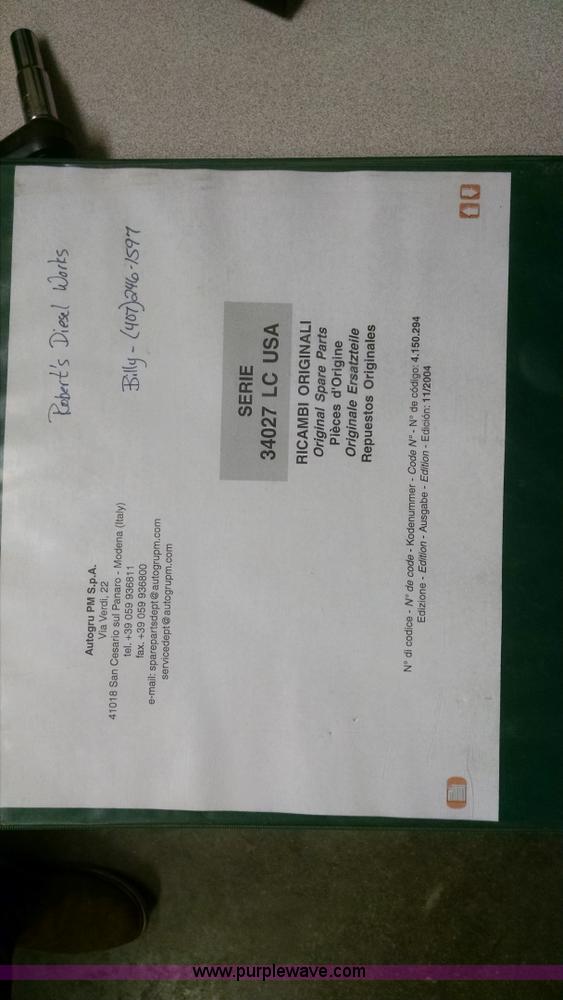 Autogru PM S.p.A.
Via Verdi, 22
41018 San Cesario sul Panaro - Modena (Italy)
tel. +39 059 936811
fax. +39 059 936800
e-mail: sparepartsdept@autogrupm.com
servicedept@autogrupm.com
Robert's Diesel Works
Billy - (407)246-1597
SERIE
34027 LC USA
RICAMBI ORIGINALI
Original Spare Parts
Pièces d'Origine
Originale Ersatzteile
Repuestos Originales
N° di codice - N° de code - Kodenummer - Code N° - N° de código: 4.150.294
Edizione - Edition - Ausgabe - Edition - Edición: 11/2004
www.purplewave.com